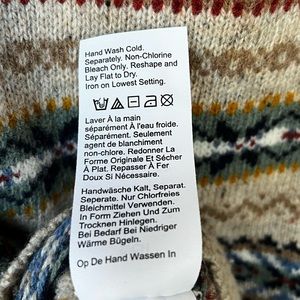 Hand Wash Cold.
Separately. Non-Chlorine
Bleach Only, Reshape and
Lay Flat to Dry.
Iron on Lowest Setting.
Laver À la main
séparément À l'eau froide.
Séparément. Seulement
agent de blanchiment
non-chlore. Redonner La
Forme Originale Et Sécher
À Plat. Repasser À Fer
Doux Si Nécessaire.
Handwäsche Kalt, Separat.
Seperate. Nur Chlorfreies
Bleichmittel Verwenden.
In Form Ziehen Und Zum
Trocknen Hinlegen.
Bei Bedarf Bei Niedriger
Wärme Bügeln.
Op De Hand Wassen In